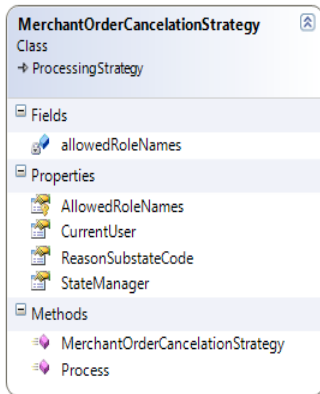 MerchantOrderCancelationStrategy
Class
ProcessingStrategy
Fields
allowedRoleNames
Properties
AllowedRoleNames
CurrentUser
ReasonSubstateCode
StateManager
Methods
MerchantOrderCancelationStrategy
Process